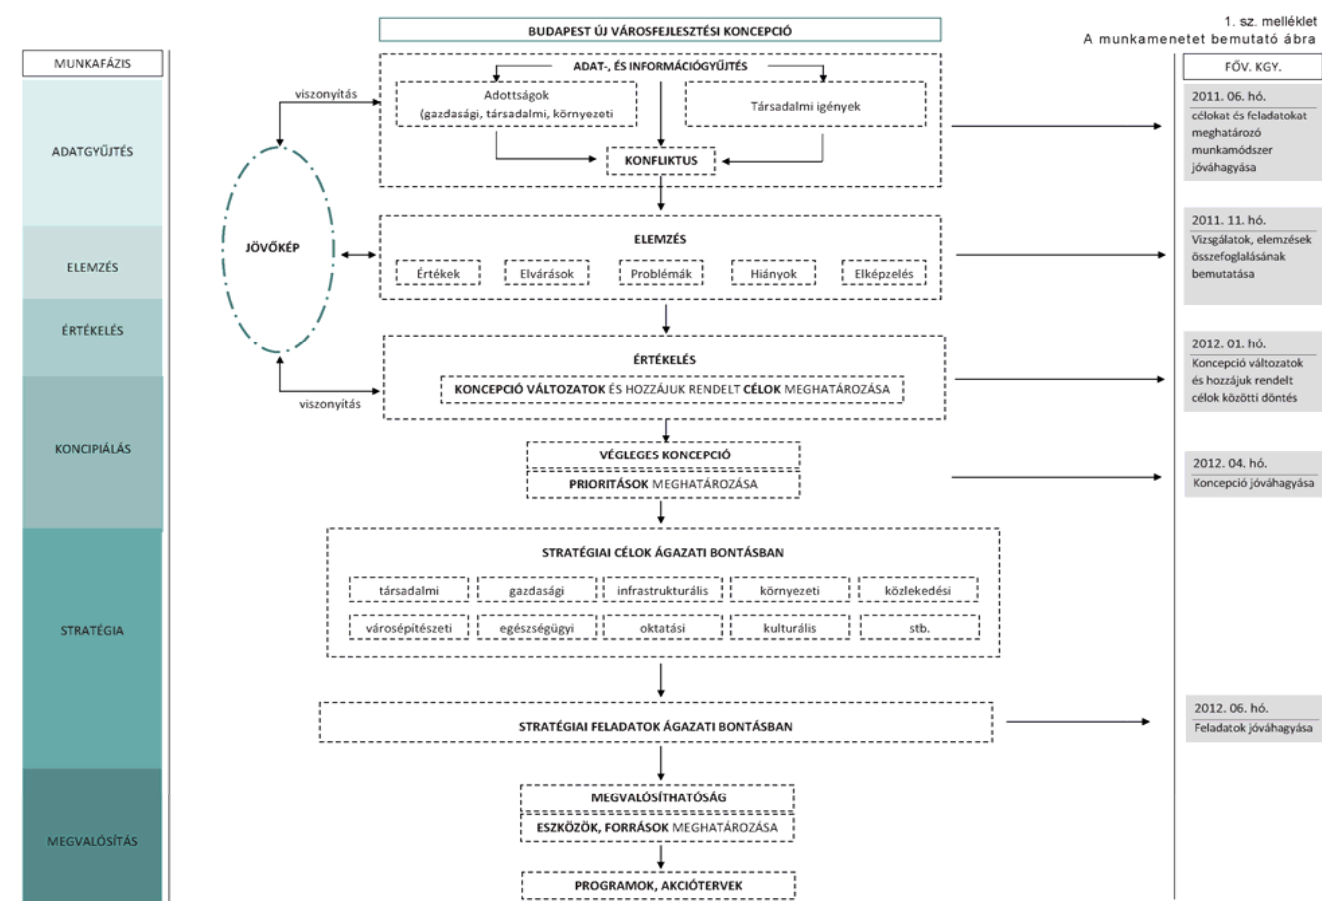 1. sz. melléklet
A munkamenetet bemutató ábra
BUDAPEST ÚJ VÁROSFEJLESZTÉSI KONCEPCIÓ
MUNKAFÁZIS
FŐV. KGY.
ADATGYŰJTÉS
ELEMZÉS
ÉRTÉKELÉS
KONCIPIÁLÁS
STRATÉGIA
MEGVALÓSÍTÁS
viszonyítás
JÖVŐKÉP
viszonyítás
ADAT-, ÉS INFORMÁCIÓGYŰJTÉS
Adottságok
(gazdasági, társadalmi, környezeti
Társadalmi igények
KONFLIKTUS
ELEMZÉS
Értékek
Elvárások
Problémák
Hiányok
Elképzelés
ÉRTÉKELÉS
KONCEPCIÓ VÁLTOZATOK ÉS HOZZÁJUK RENDELT CÉLOK MEGHATÁROZÁSA
VÉGLEGES KONCEPCIÓ
PRIORITÁSOK MEGHATÁROZÁSA
STRATÉGIAI CÉLOK ÁGAZATI BONTÁSBAN
társadalmi
gazdasági
infrastrukturális
környezeti
közlekedési
városépítészeti
egészségügyi
oktatási
kulturális
stb.
STRATÉGIAI FELADATOK ÁGAZATI BONTÁSBAN
MEGVALÓSÍTHATÓSÁG
ESZKÖZÖK, FORRÁSOK MEGHATÁROZÁSA
PROGRAMOK, AKCIÓTERVEK
2011. 06. hó.
célokat és feladatokat
meghatározó
munkamódszer
jóváhagyása
2011. 11. hó.
Vizsgálatok, elemzések
összefoglalásának
bemutatása
2012. 01. hó.
Koncepció változatok
és hozzájuk rendelt
célok közötti döntés
2012. 04. hó.
Koncepció jóváhagyása
2012. 06. hó.
Feladatok jóváhagyása